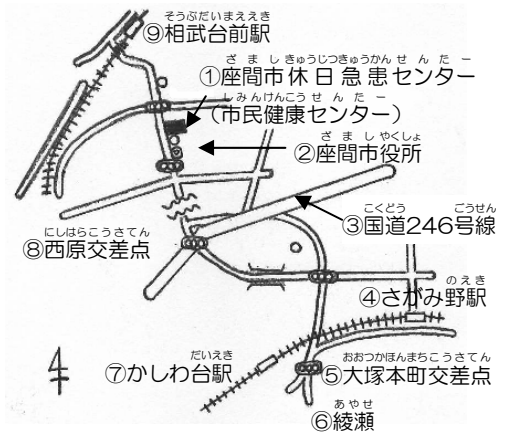 そうぶだいまええき
⑨相武台前駅
ざましきゅうじつきゅうかんせんたー
①座間市休日急患センター
しみんけんこうせんたー
(市民健康センター)
ざましやくしょ
②座間市役所
こくどう ごうせん
③国道246号線
にしはらこうさてん
⑧西原交差点
のえき
④さがみ野駅
だいえき
⑦かしわ台駅
おおつかほんまちこうさてん
⑤大塚本町交差点
あやせ
⑥綾瀬